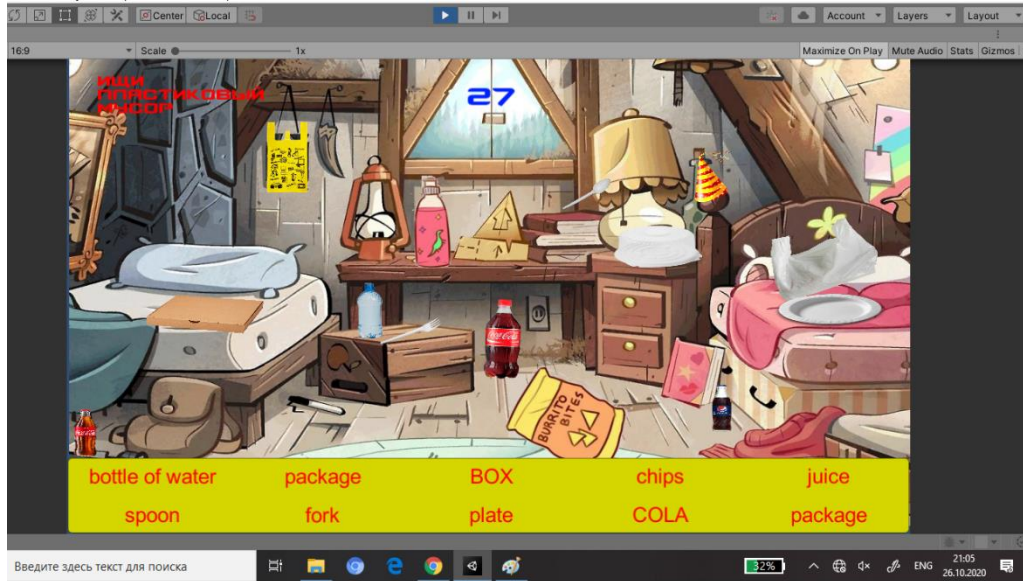 Center Local Account Layers Layout
16:9 Scale 1x Maximize On Play Mute Audio Stats Gizmos
ИЩИ
ПЛАСТИКОВЫЙ
МУСОР
27
BURRITO
BITES
bottle of water package BOX chips juice
spoon fork plate COLA package
Введите здесь текст для поиска 32% ENG 21:05
26.10.2020